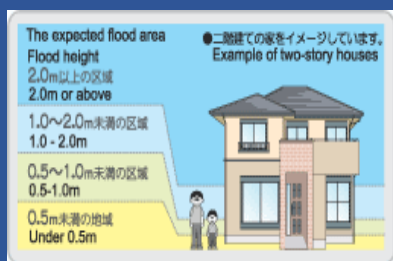 The expected flood area
Flood height
2.0m以上の区域
2.0m or above
1.0～2.0m未満の区域
1.0 - 2.0m
0.5～1.0m未満の区域
0.5-1.0m
0.5m未満の地域
Under 0.5m
●二階建ての家をイメージしています。
Example of two-story houses